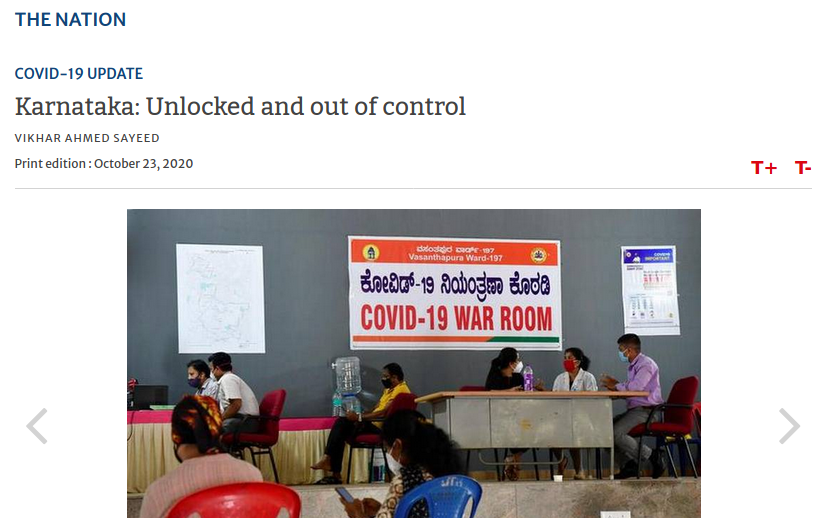 THE NATION
COVID-19 UPDATE
Karnataka: Unlocked and out of control
VIKHAR AHMED SAYEED
Print edition : October 23, 2020
T+ T-
ವಸಂತಪುರ ವಾರ್ಡ್-197
Vasanthapura Ward-197
ಕೋವಿಡ್-19 ನಿಯಂತ್ರಣಾ ಕೊಠಡಿ
COVID-19 WAR ROOM
IMPORTANT